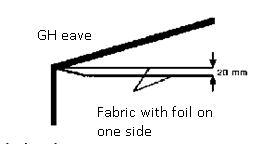 GH eave
20 mm
Fabric with foil on
one side